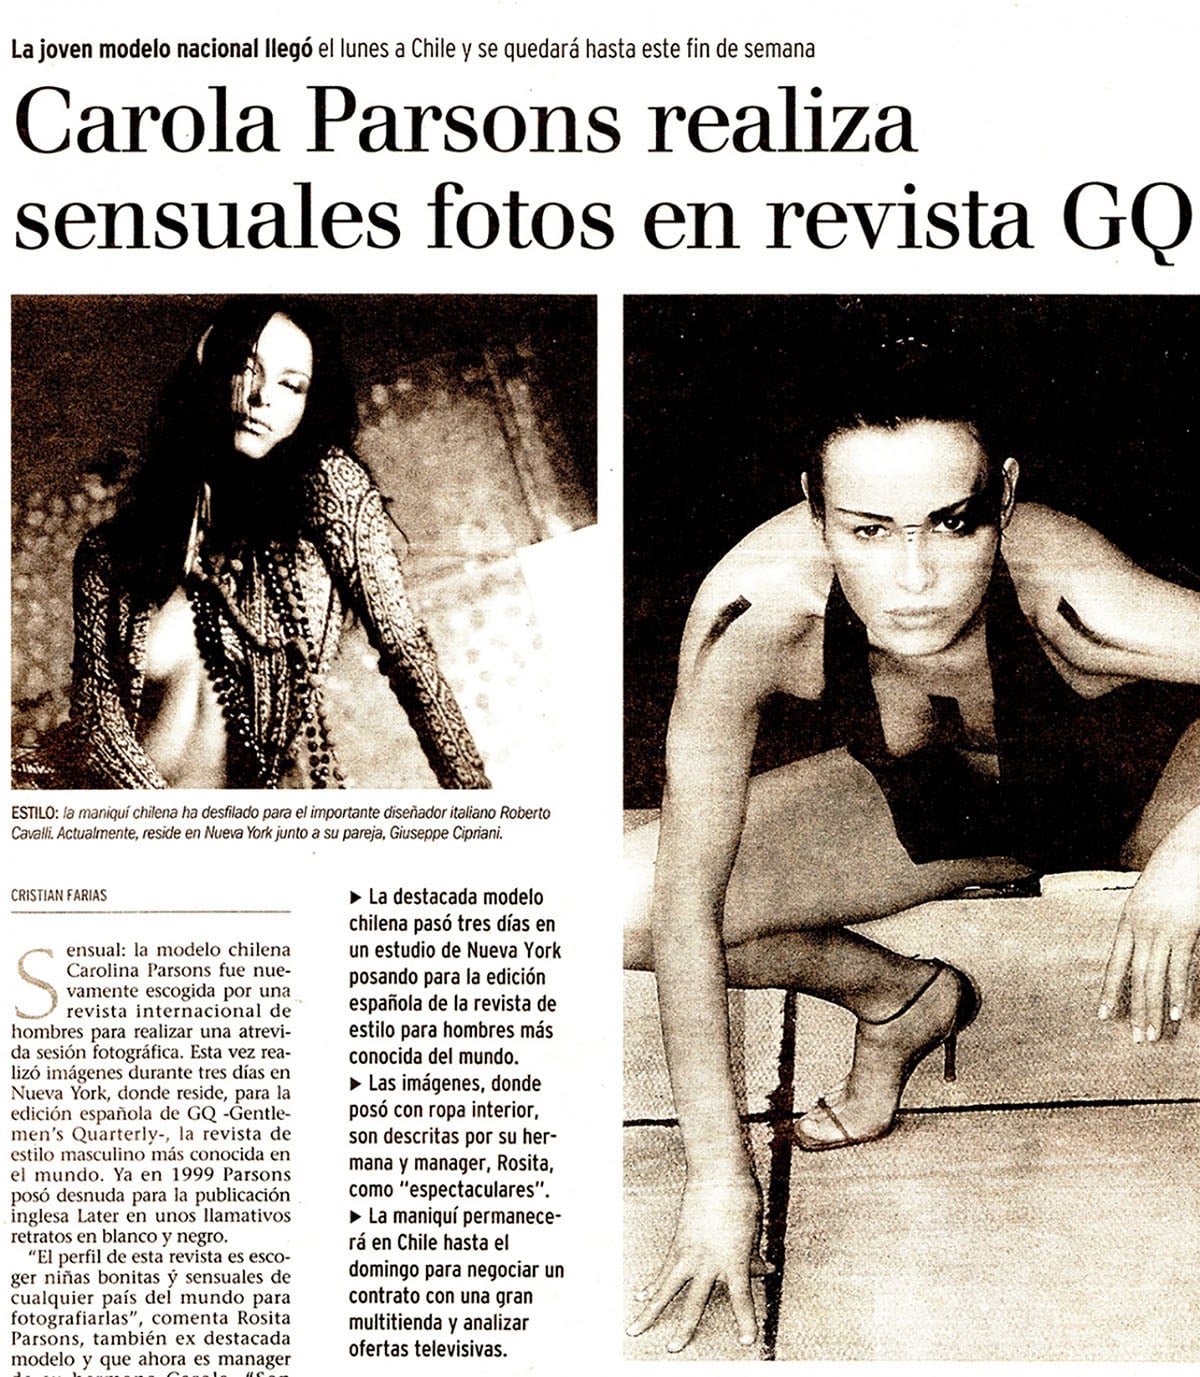 La joven modelo nacional llegó el lunes a Chile y se quedará hasta este fin de semana
Carola Parsons realiza
sensuales fotos en revista GQ
ESTILO: la maniquí chilena ha desfilado para el importante diseñador italiano Roberto
Cavalli. Actualmente, reside en Nueva York junto a su pareja, Giuseppe Cipriani.
CRISTIAN FARIAS
Sensual: la modelo chilena
Carolina Parsons fue nue-
vamente escogida por una
revista internacional de
hombres para realizar una atrevi-
da sesión fotográfica. Esta vez rea-
lizó imágenes durante tres días en
Nueva York, donde reside, para la
edición española de GQ -Gentle-
men's Quarterly-, la revista de
estilo masculino más conocida en
el mundo. Ya en 1999 Parsons
posó desnuda para la publicación
inglesa Later en unos llamativos
retratos en blanco y negro.
"El perfil de esta revista es esco-
ger niñas bonitas y sensuales de
cualquier país del mundo para
fotografiarlas", comenta Rosita
Parsons, también ex destacada
modelo y que ahora es manager
de su hermana Carola. "Son
▶ La destacada modelo
chilena pasó tres días en
un estudio de Nueva York
posando para la edición
española de la revista de
estilo para hombres más
conocida del mundo.
▶ Las imágenes, donde
posó con ropa interior,
son descritas por su her-
mana y manager, Rosita,
como "espectaculares".
▶ La maniquí permanece-
rá en Chile hasta el
domingo para negociar un
contrato con una gran
multitienda y analizar
ofertas televisivas.